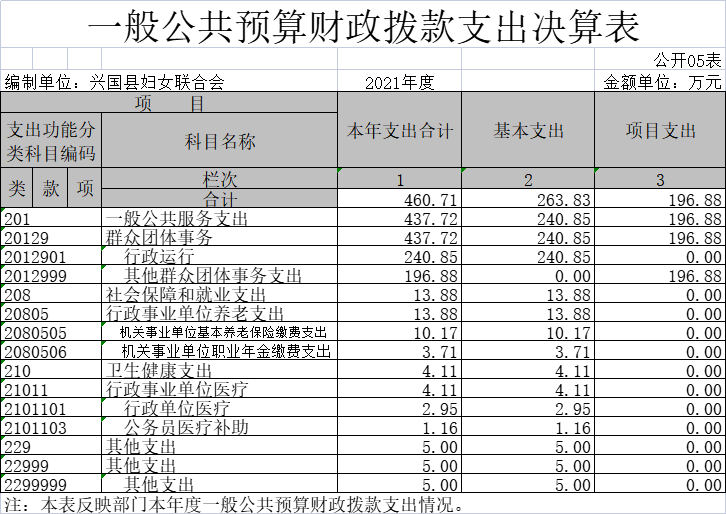 一般公共预算财政拨款支出决算表
公开05表
编制单位：兴国县妇女联合会 2021年度 金额单位：万元
项 目 本年支出合计 基本支出 项目支出
支出功能分类科目编码 科目名称
类 款 项 栏次 1 2 3
合计 460.71 263.83 196.88
201 一般公共服务支出 437.72 240.85 196.88
20129 群众团体事务 437.72 240.85 196.88
2012901 行政运行 240.85 240.85 0.00
2012999 其他群众团体事务支出 196.88 0.00 196.88
208 社会保障和就业支出 13.88 13.88 0.00
20805 行政事业单位养老支出 13.88 13.88 0.00
2080505 机关事业单位基本养老保险缴费支出 10.17 10.17 0.00
2080506 机关事业单位职业年金缴费支出 3.71 3.71 0.00
210 卫生健康支出 4.11 4.11 0.00
21011 行政事业单位医疗 4.11 4.11 0.00
2101101 行政单位医疗 2.95 2.95 0.00
2101103 公务员医疗补助 1.16 1.16 0.00
229 其他支出 5.00 5.00 0.00
22999 其他支出 5.00 5.00 0.00
2299999 其他支出 5.00 5.00 0.00
注：本表反映部门本年度一般公共预算财政拨款支出情况。